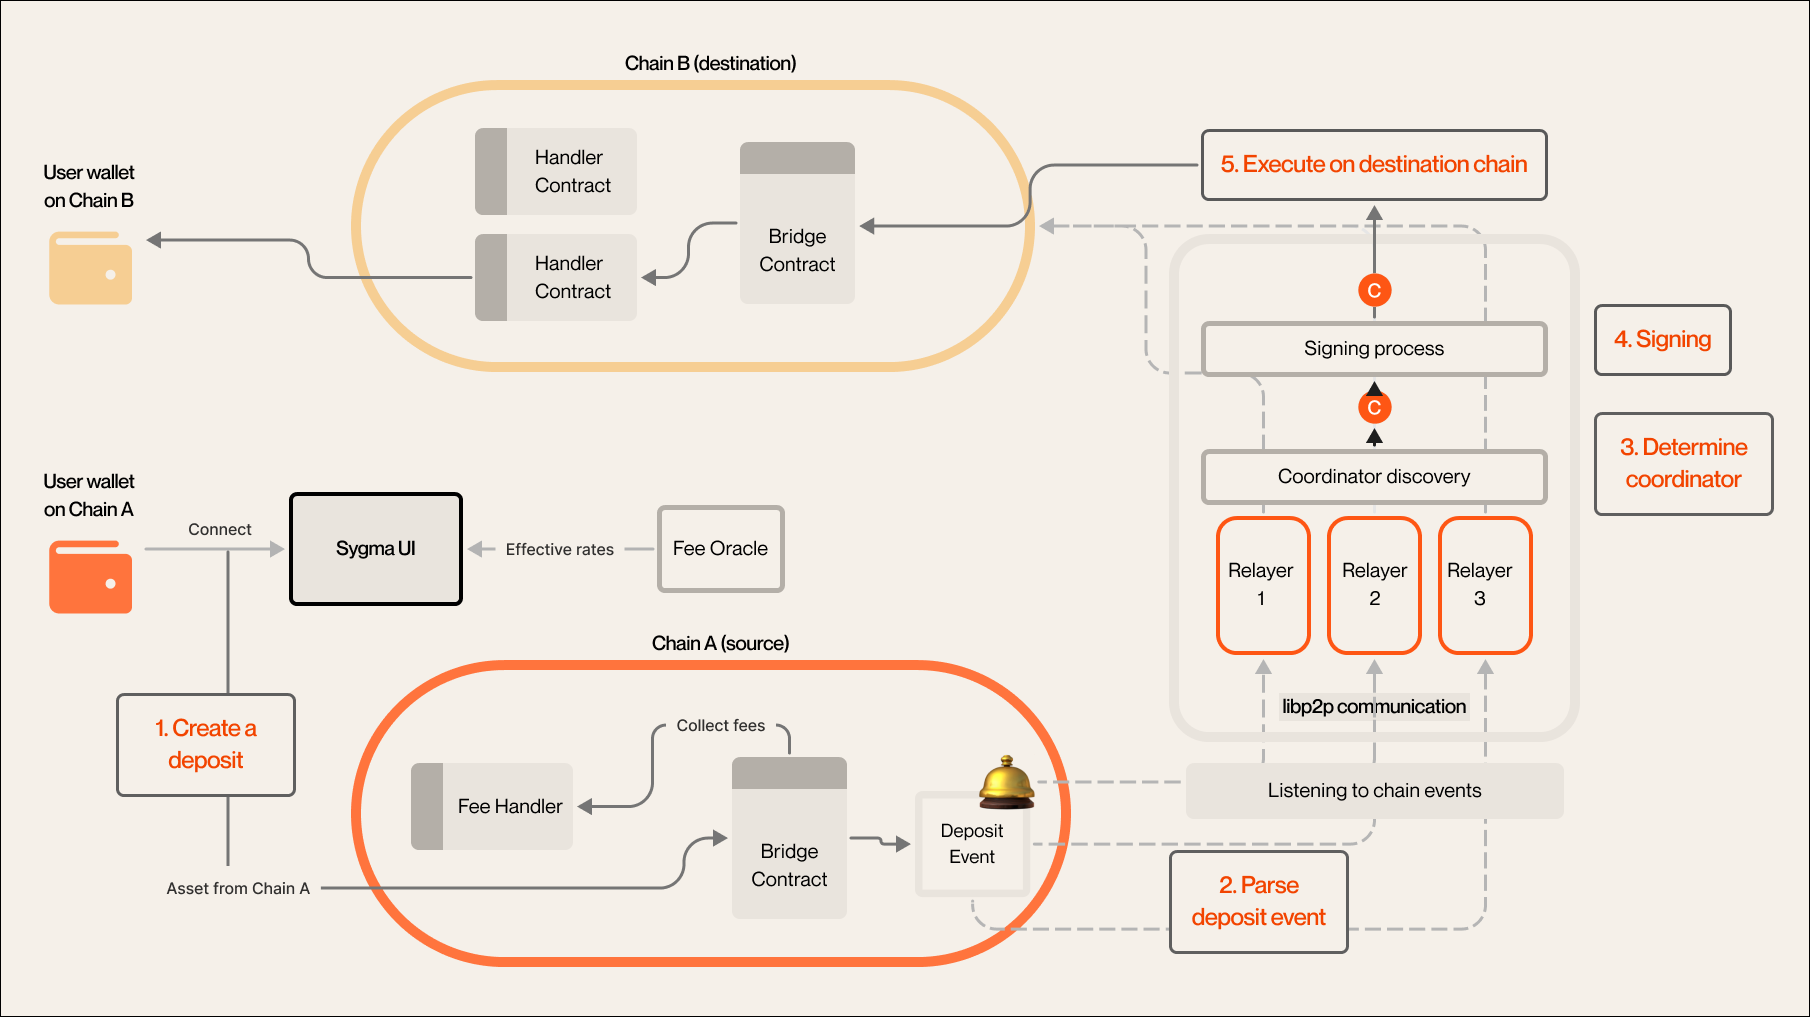 Chain B (destination)
User wallet
on Chain B
Handler
Contract
Handler
Contract
Bridge
Contract
5. Execute on destination chain
C
Signing process
4. Signing
C
3. Determine
coordinator
Coordinator discovery
User wallet
on Chain A
Connect
Sygma UI
Effective rates
Fee Oracle
Relayer
1
Relayer
2
Relayer
3
libp2p communication
Chain A (source)
1. Create a
deposit
Collect fees
Fee Handler
Bridge
Contract
Deposit
Event
Listening to chain events
Asset from Chain A
2. Parse
deposit event